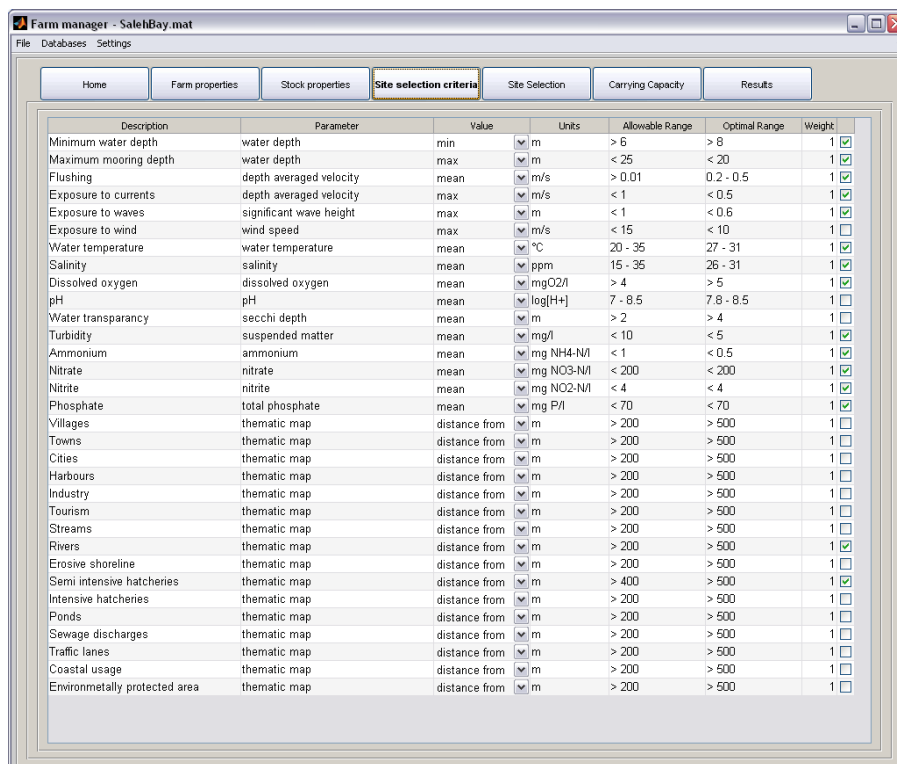 Farm manager - SalehBay.mat
File Databases Settings
Home Farm properties Stock properties Site selection criteria Site Selection Carrying Capacity Results
Description Parameter Value Units Allowable Range Optimal Range Weight
Minimum water depth water depth min m > 6 > 8 1
Maximum mooring depth water depth max m < 25 < 20 1
Flushing depth averaged velocity mean m/s > 0.01 0.2 - 0.5 1
Exposure to currents depth averaged velocity max m/s < 1 < 0.5 1
Exposure to waves significant wave height max m < 1 < 0.6 1
Exposure to wind wind speed max m/s < 15 < 10 1
Water temperature water temperature mean °C 20 - 35 27 - 31 1
Salinity salinity mean ppm 15 - 35 26 - 31 1
Dissolved oxygen dissolved oxygen mean mgO2/l > 4 > 5 1
pH pH mean log[H+] 7 - 8.5 7.8 - 8.5 1
Water transparancy secchi depth mean m > 2 > 4 1
Turbidity suspended matter mean mg/l < 10 < 5 1
Ammonium ammonium mean mg NH4-N/l < 1 < 0.5 1
Nitrate nitrate mean mg NO3-N/l < 200 < 200 1
Nitrite nitrite mean mg NO2-N/l < 4 < 4 1
Phosphate total phosphate mean mg P/l < 70 < 70 1
Villages thematic map distance from m > 200 > 500 1
Towns thematic map distance from m > 200 > 500 1
Cities thematic map distance from m > 200 > 500 1
Harbours thematic map distance from m > 200 > 500 1
Industry thematic map distance from m > 200 > 500 1
Tourism thematic map distance from m > 200 > 500 1
Streams thematic map distance from m > 200 > 500 1
Rivers thematic map distance from m > 200 > 500 1
Erosive shoreline thematic map distance from m > 200 > 500 1
Semi intensive hatcheries thematic map distance from m > 400 > 500 1
Intensive hatcheries thematic map distance from m > 200 > 500 1
Ponds thematic map distance from m > 200 > 500 1
Sewage discharges thematic map distance from m > 200 > 500 1
Traffic lanes thematic map distance from m > 200 > 500 1
Coastal usage thematic map distance from m > 200 > 500 1
Environmetally protected area thematic map distance from m > 200 > 500 1